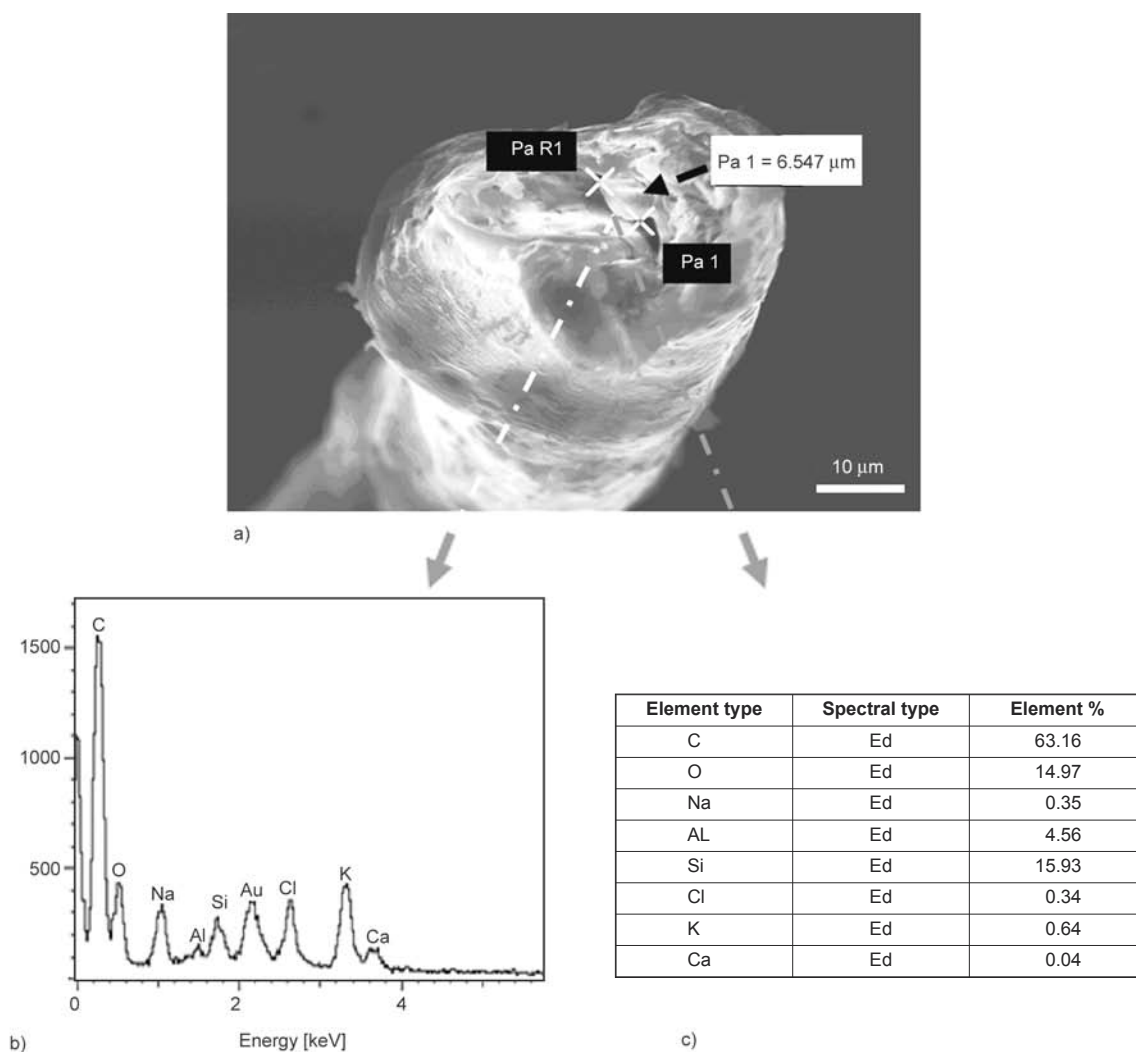 Pa R1
Pa 1 = 6.547 μm
Pa 1
10 μm
a)
1500
1000
500
C
O
Na
Al
Si
Au
Cl
K
Ca
0 2 4
Energy [keV]
b)
Element type Spectral type Element %
C Ed 63.16
O Ed 14.97
Na Ed 0.35
AL Ed 4.56
Si Ed 15.93
Cl Ed 0.34
K Ed 0.64
Ca Ed 0.04
c)